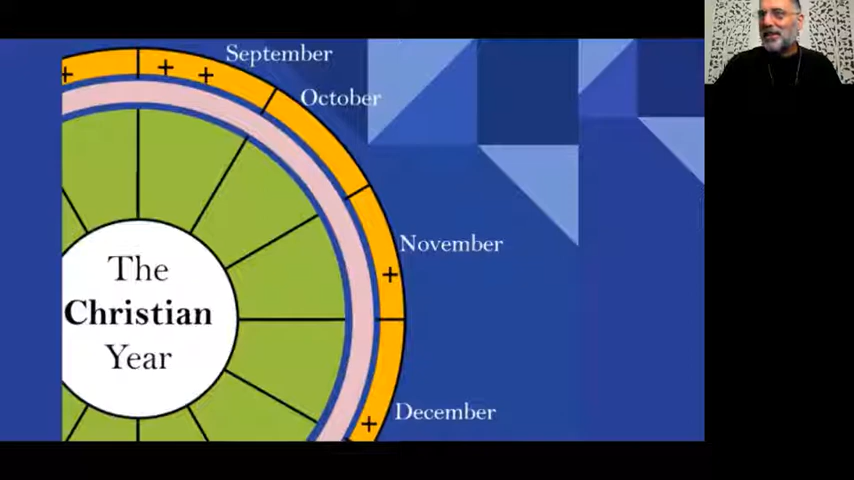 September
October
November
December
The
Christian
Year